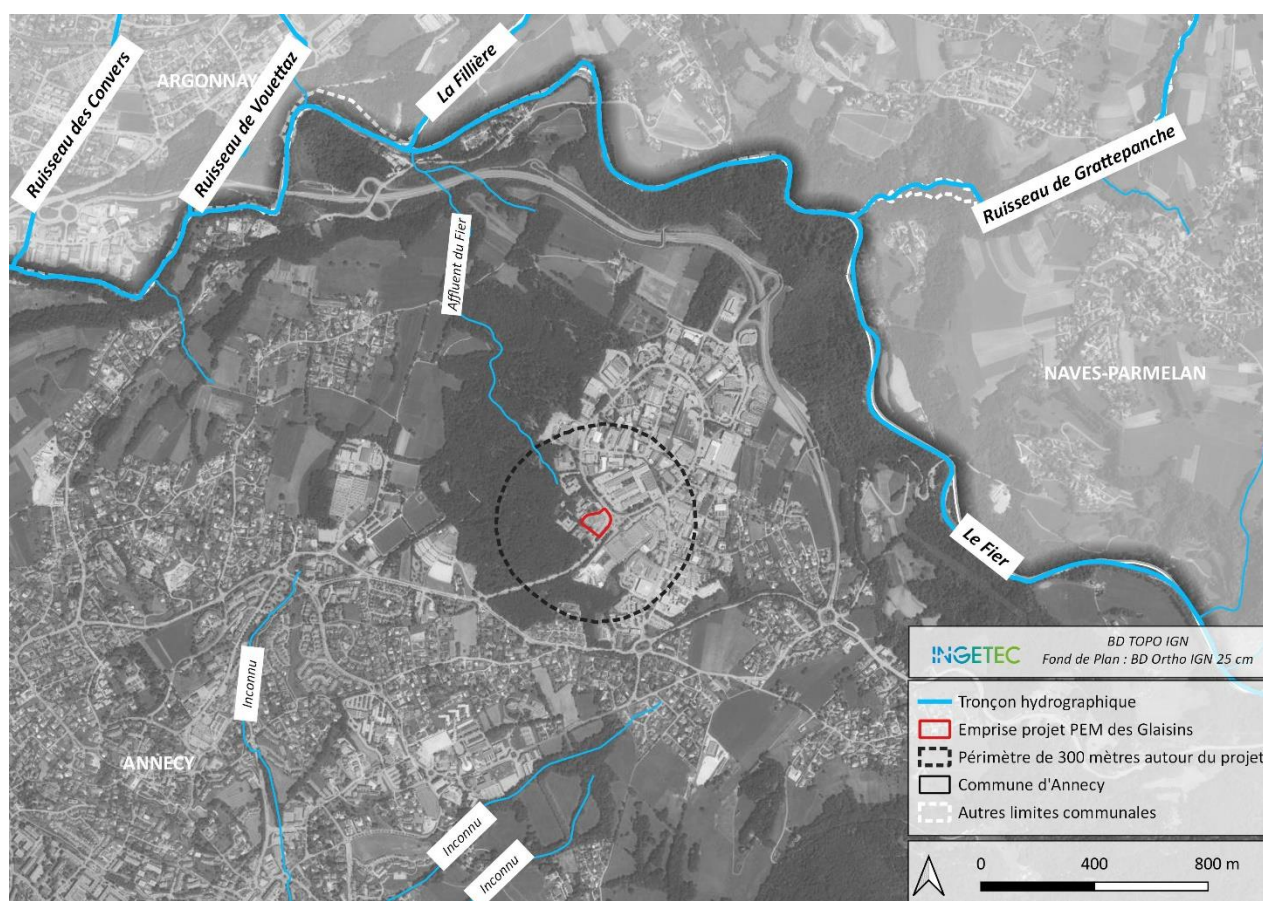 Ruisseau des Convers
ARGONNAY
Ruisseau de Vouettaz
La Fillière
Ruisseau de Grattepanche
Affluent du Fier
NAVES-PARMELAN
Le Fier
Inconnu
ANNECY
Inconnu
Inconnu
INGETEC
BD TOPO IGN
Fond de Plan : BD Ortho IGN 25 cm
Tronçon hydrographique
Emprise projet PEM des Glaisins
Périmètre de 300 mètres autour du projet
Commune d'Annecy
Autres limites communales
0 400 800 m